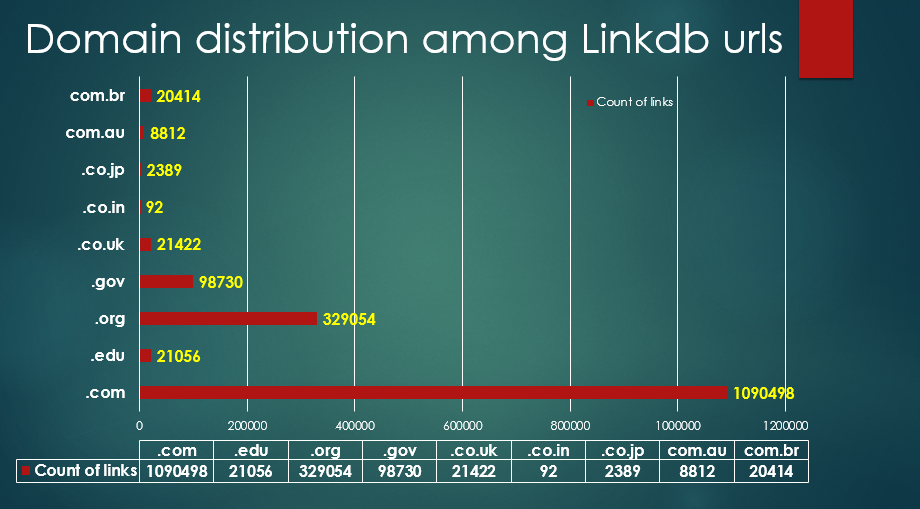 Domain distribution among Linkdb urls
Count of links
com.br 20414
com.au 8812
.co.jp 2389
.co.in 92
.co.uk 21422
.gov 98730
.org 329054
.edu 21056
.com 1090498
0 200000 400000 600000 800000 1000000 1200000
.com .edu .org .gov .co.uk .co.in .co.jp com.au com.br
Count of links 1090498 21056 329054 98730 21422 92 2389 8812 20414